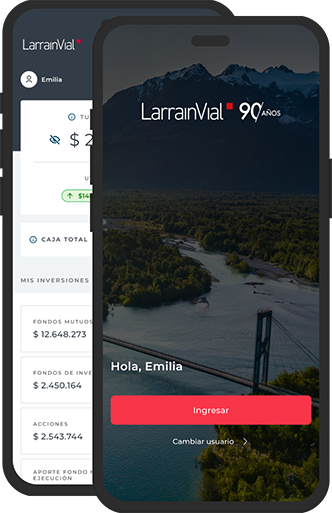 LarrainVial
Emilia
TU
$ 2
U
$14
CAJA TOTAL
MIS INVERSIONES
FONDOS MUTUOS
$ 12.648.273
FONDOS DE INVE
$ 2.450.164
ACCIONES
$ 2.543.744
APORTE FONDO
EJECUCIÓN
LarrainVial 90 AÑOS
Hola, Emilia
Ingresar
Cambiar usuario